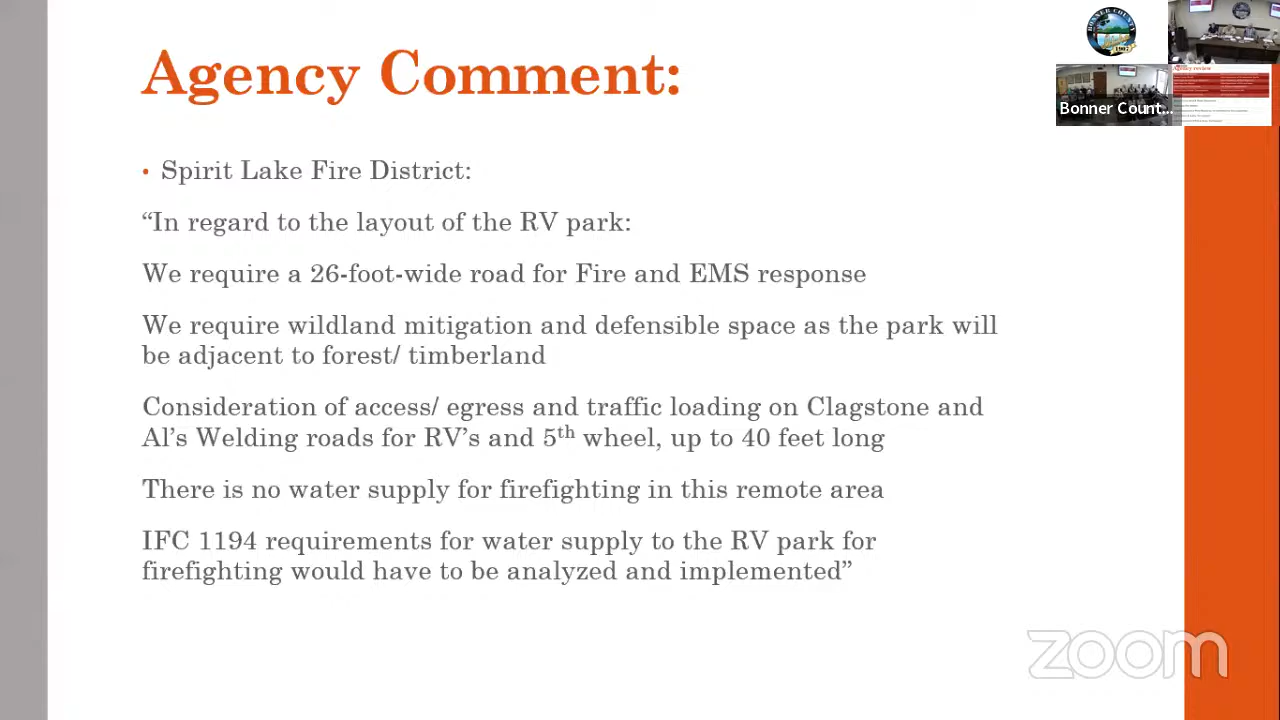 Agency Comment:
• Spirit Lake Fire District:
“In regard to the layout of the RV park:
We require a 26-foot-wide road for Fire and EMS response
We require wildland mitigation and defensible space as the park will
be adjacent to forest/ timberland
Consideration of access/ egress and traffic loading on Clagstone and
Al’s Welding roads for RV’s and 5th wheel, up to 40 feet long
There is no water supply for firefighting in this remote area
IFC 1194 requirements for water supply to the RV park for
firefighting would have to be analyzed and implemented”
BONNER COUNTY
Agency review
Bonner Count...
zoom